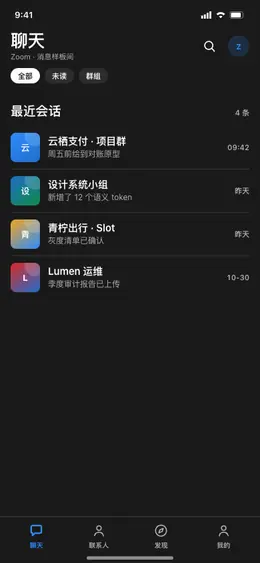 9:41
聊天
Z
Zoom · 消息样板间
全部
未读
群组
最近会话
4 条
云
云栖支付 · 项目群
周五前给到对账原型
09:42
设
设计系统小组
新增了 12 个语义 token
昨天
青
青柠出行 · Slot
灰度清单已确认
昨天
L
Lumen 运维
季度审计报告已上传
10-30
聊天
联系人
发现
我的